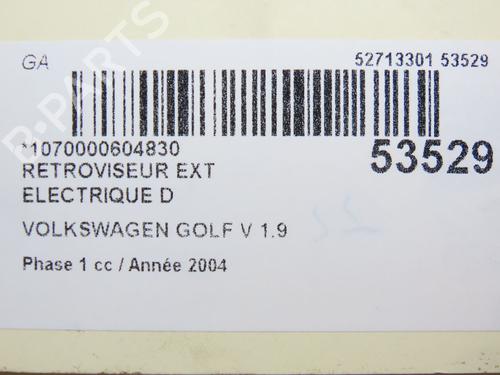 GA
52713301 53529
*1070000604830
53529
RETROVISEUR EXT
ELECTRIQUE D
VOLKSWAGEN GOLF V 1.9
Phase 1 cc / Année 2004
B-PARTS